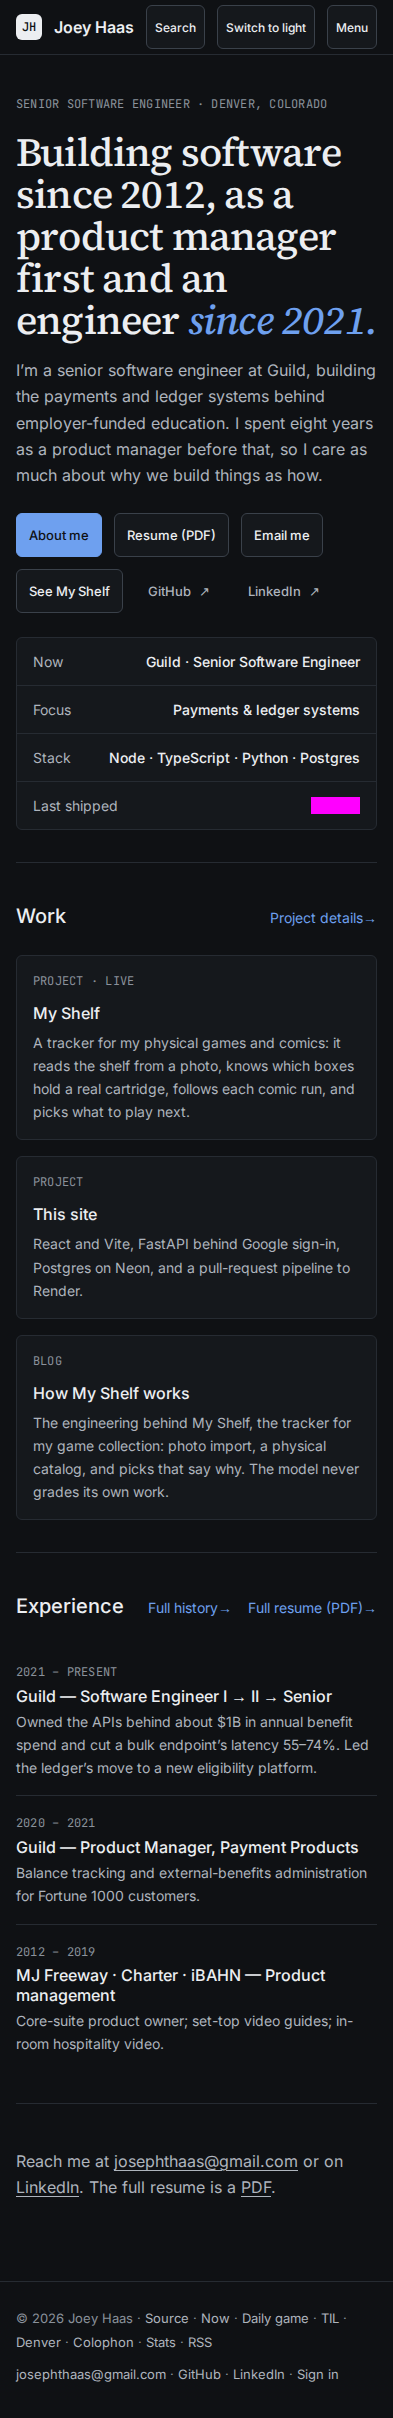 JH Joey Haas Search Switch to light Menu
SENIOR SOFTWARE ENGINEER · DENVER, COLORADO
Building software
since 2012, as a
product manager
first and an
engineer since 2021.
I’m a senior software engineer at Guild, building
the payments and ledger systems behind
employer-funded education. I spent eight years
as a product manager before that, so I care as
much about why we build things as how.
About me Resume (PDF) Email me
See My Shelf GitHub ↗ LinkedIn ↗
Now Guild · Senior Software Engineer
Focus Payments & ledger systems
Stack Node · TypeScript · Python · Postgres
Last shipped
Work Project details→
PROJECT · LIVE
My Shelf
A tracker for my physical games and comics: it
reads the shelf from a photo, knows which boxes
hold a real cartridge, follows each comic run, and
picks what to play next.
PROJECT
This site
React and Vite, FastAPI behind Google sign-in,
Postgres on Neon, and a pull-request pipeline to
Render.
BLOG
How My Shelf works
The engineering behind My Shelf, the tracker for
my game collection: photo import, a physical
catalog, and picks that say why. The model never
grades its own work.
Experience Full history→ Full resume (PDF)→
2021 – PRESENT
Guild — Software Engineer I → II → Senior
Owned the APIs behind about $1B in annual benefit
spend and cut a bulk endpoint’s latency 55–74%. Led
the ledger’s move to a new eligibility platform.
2020 – 2021
Guild — Product Manager, Payment Products
Balance tracking and external-benefits administration
for Fortune 1000 customers.
2012 – 2019
MJ Freeway · Charter · iBAHN — Product
management
Core-suite product owner; set-top video guides; in-
room hospitality video.
Reach me at josephthaas@gmail.com or on
LinkedIn. The full resume is a PDF.
© 2026 Joey Haas · Source · Now · Daily game · TIL ·
Denver · Colophon · Stats · RSS
josephthaas@gmail.com · GitHub · LinkedIn · Sign in